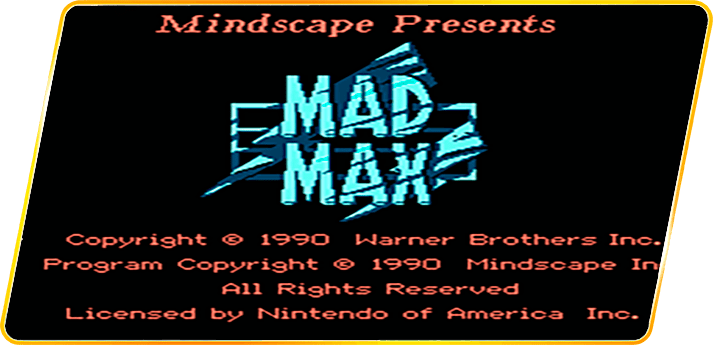 Mindscape Presents
MAD
MAX
Copyright © 1990 Warner Brothers Inc.
Program Copyright © 1990 Mindscape In
All Rights Reserved
Licensed by Nintendo of America Inc.